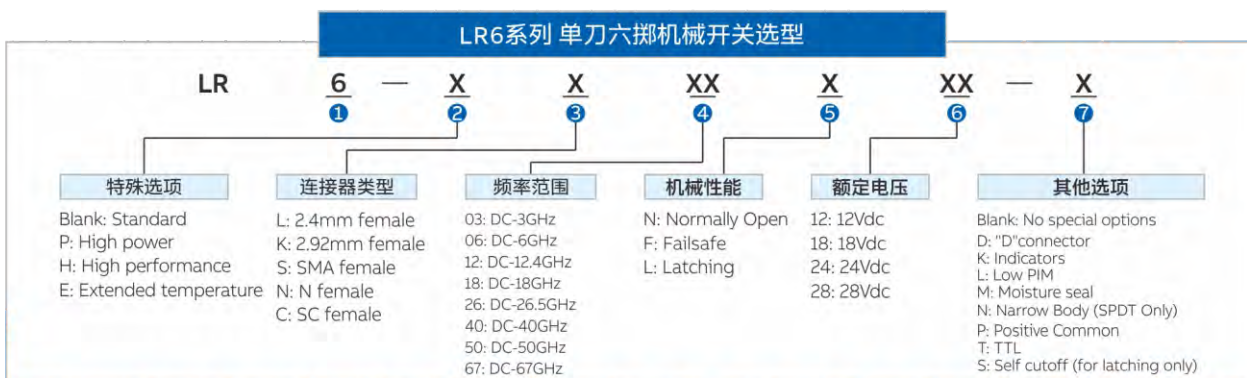 LR6系列 单刀六掷机械开关选型
LR 6 — X X XX X XX — X
1 2 3 4 5 6 7
特殊选项
Blank: Standard
P: High power
H: High performance
E: Extended temperature
连接器类型
L: 2.4mm female
K: 2.92mm female
S: SMA female
N: N female
C: SC female
频率范围
03: DC-3GHz
06: DC-6GHz
12: DC-12.4GHz
18: DC-18GHz
26: DC-26.5GHz
40: DC-40GHz
50: DC-50GHz
67: DC-67GHz
机械性能
N: Normally Open
F: Failsafe
L: Latching
额定电压
12: 12Vdc
18: 18Vdc
24: 24Vdc
28: 28Vdc
其他选项
Blank: No special options
D: "D"connector
K: Indicators
L: Low PIM
M: Moisture seal
N: Narrow Body (SPDT Only)
P: Positive Common
T: TTL
S: Self cutoff (for latching only)